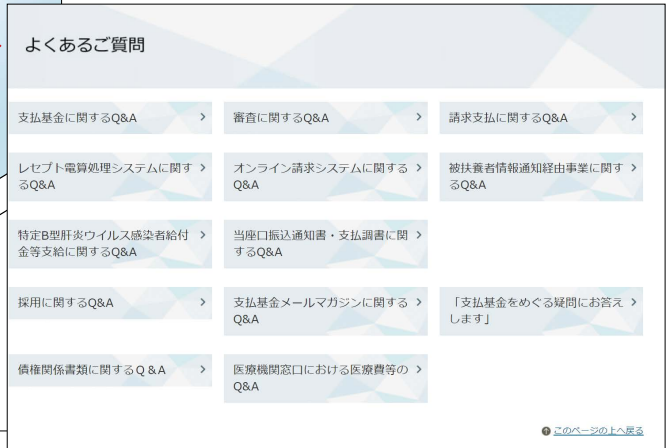 よくあるご質問
支払基金に関するQ&A
審査に関するQ&A
請求支払に関するQ&A
レセプト電算処理システムに関す
るQ&A
オンライン請求システムに関する
Q&A
被扶養者情報通知経由事業に関す
るQ&A
特定B型肝炎ウイルス感染者給付
金等支給に関するQ&A
当座口振込通知書・支払調書に関
するQ&A
採用に関するQ&A
支払基金メールマガジンに関する
Q&A
「支払基金をめぐる疑問にお答え
します」
債権関係書類に関するQ&A
医療機関窓口における医療費等の
Q&A
このページの上へ戻る